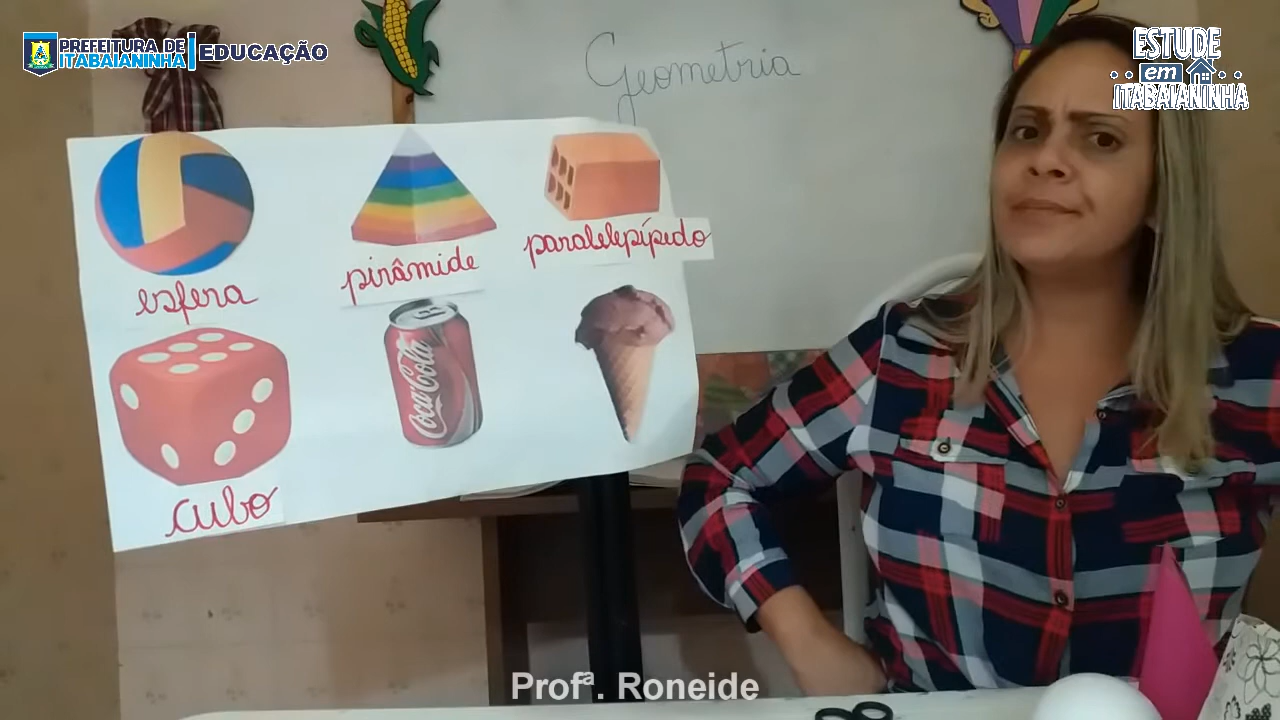 PREFEITURA DE
ITABAIANINHA
EDUCAÇÃO
ESTUDE
em
ITABAIANINHA
Geometria
esfera
pirâmide
paralelepípedo
Coca-Cola
cubo
Profª. Roneide